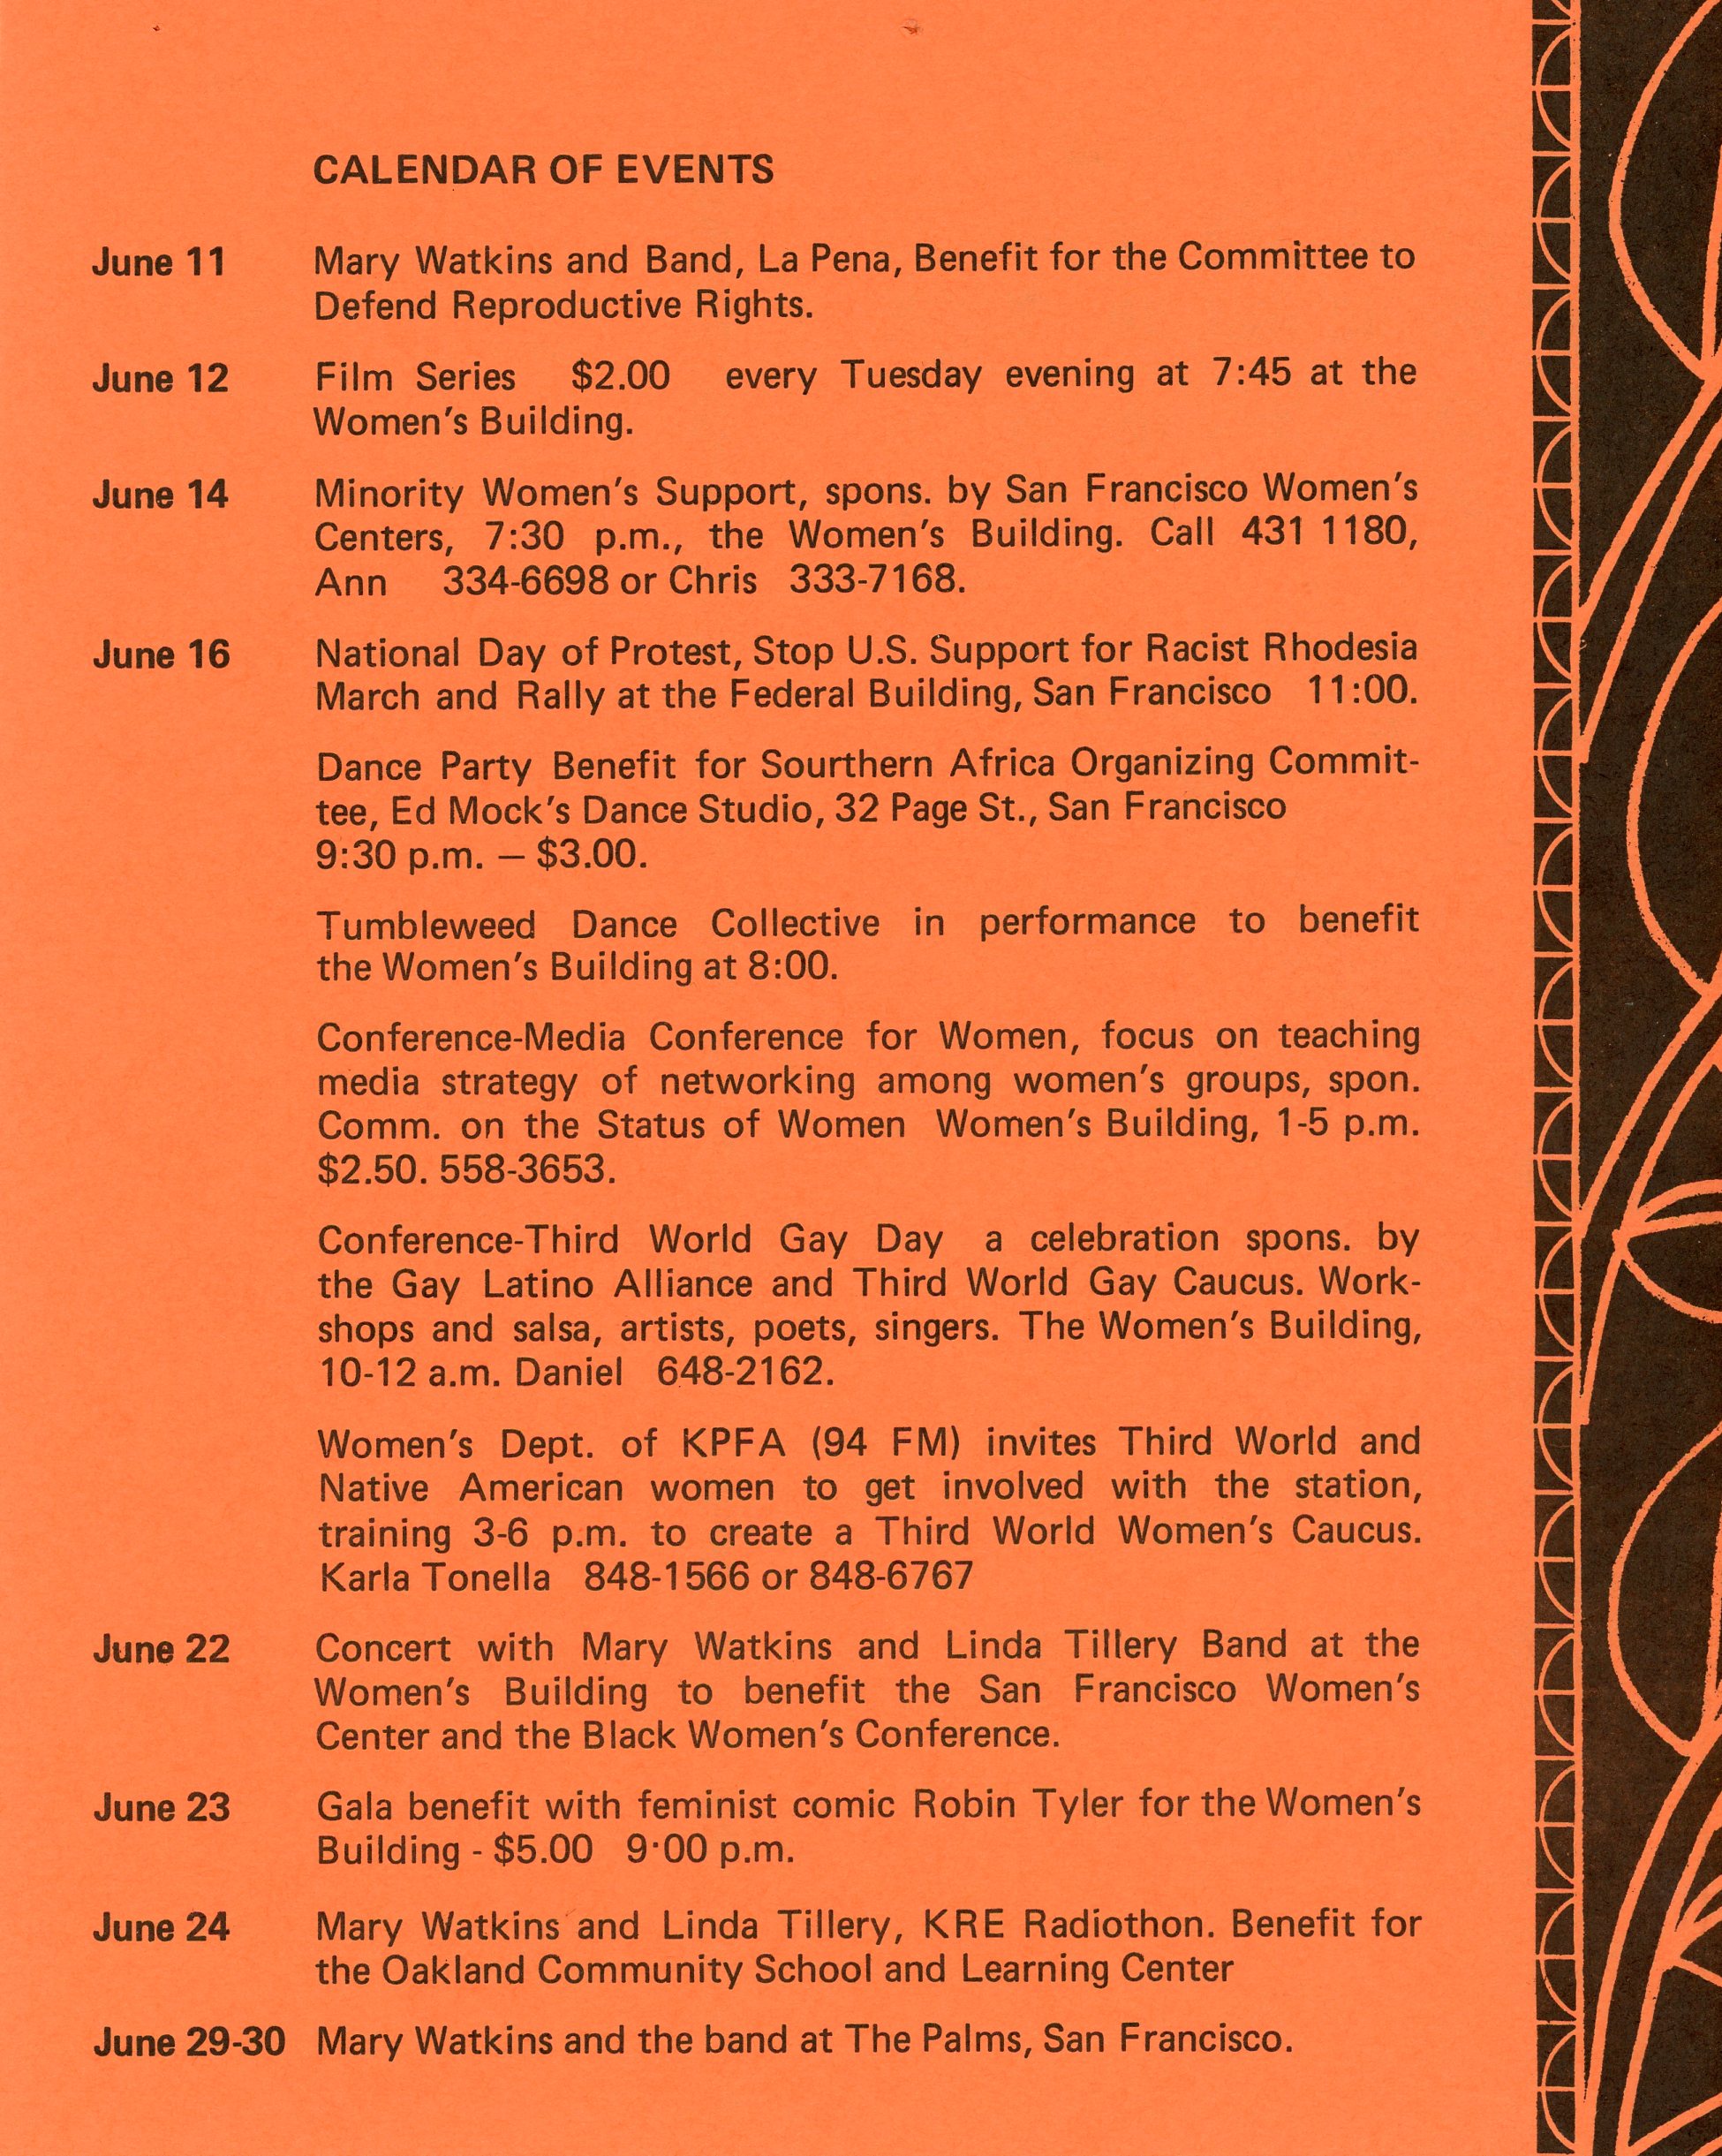 CALENDAR OF EVENTS
June 11 Mary Watkins and Band, La Pena, Benefit for the Committee to
Defend Reproductive Rights.
June 12 Film Series $2.00 every Tuesday evening at 7:45 at the
Women's Building.
June 14 Minority Women's Support, spons. by San Francisco Women's
Centers, 7:30 p.m., the Women's Building. Call 431 1180,
Ann 334-6698 or Chris 333-7168.
June 16 National Day of Protest, Stop U.S. Support for Racist Rhodesia
March and Rally at the Federal Building, San Francisco 11:00.
Dance Party Benefit for Sourthern Africa Organizing Commit-
tee, Ed Mock's Dance Studio, 32 Page St., San Francisco
9:30 p.m. — $3.00.
Tumbleweed Dance Collective in performance to benefit
the Women's Building at 8:00.
Conference-Media Conference for Women, focus on teaching
media strategy of networking among women's groups, spon.
Comm. on the Status of Women Women's Building, 1-5 p.m.
$2.50. 558-3653.
Conference-Third World Gay Day a celebration spons. by
the Gay Latino Alliance and Third World Gay Caucus. Work-
shops and salsa, artists, poets, singers. The Women's Building,
10-12 a.m. Daniel 648-2162.
Women's Dept. of KPFA (94 FM) invites Third World and
Native American women to get involved with the station,
training 3-6 p.m. to create a Third World Women's Caucus.
Karla Tonella 848-1566 or 848-6767
June 22 Concert with Mary Watkins and Linda Tillery Band at the
Women's Building to benefit the San Francisco Women's
Center and the Black Women's Conference.
June 23 Gala benefit with feminist comic Robin Tyler for the Women's
Building - $5.00 9·00 p.m.
June 24 Mary Watkins and Linda Tillery, KRE Radiothon. Benefit for
the Oakland Community School and Learning Center
June 29-30 Mary Watkins and the band at The Palms, San Francisco.